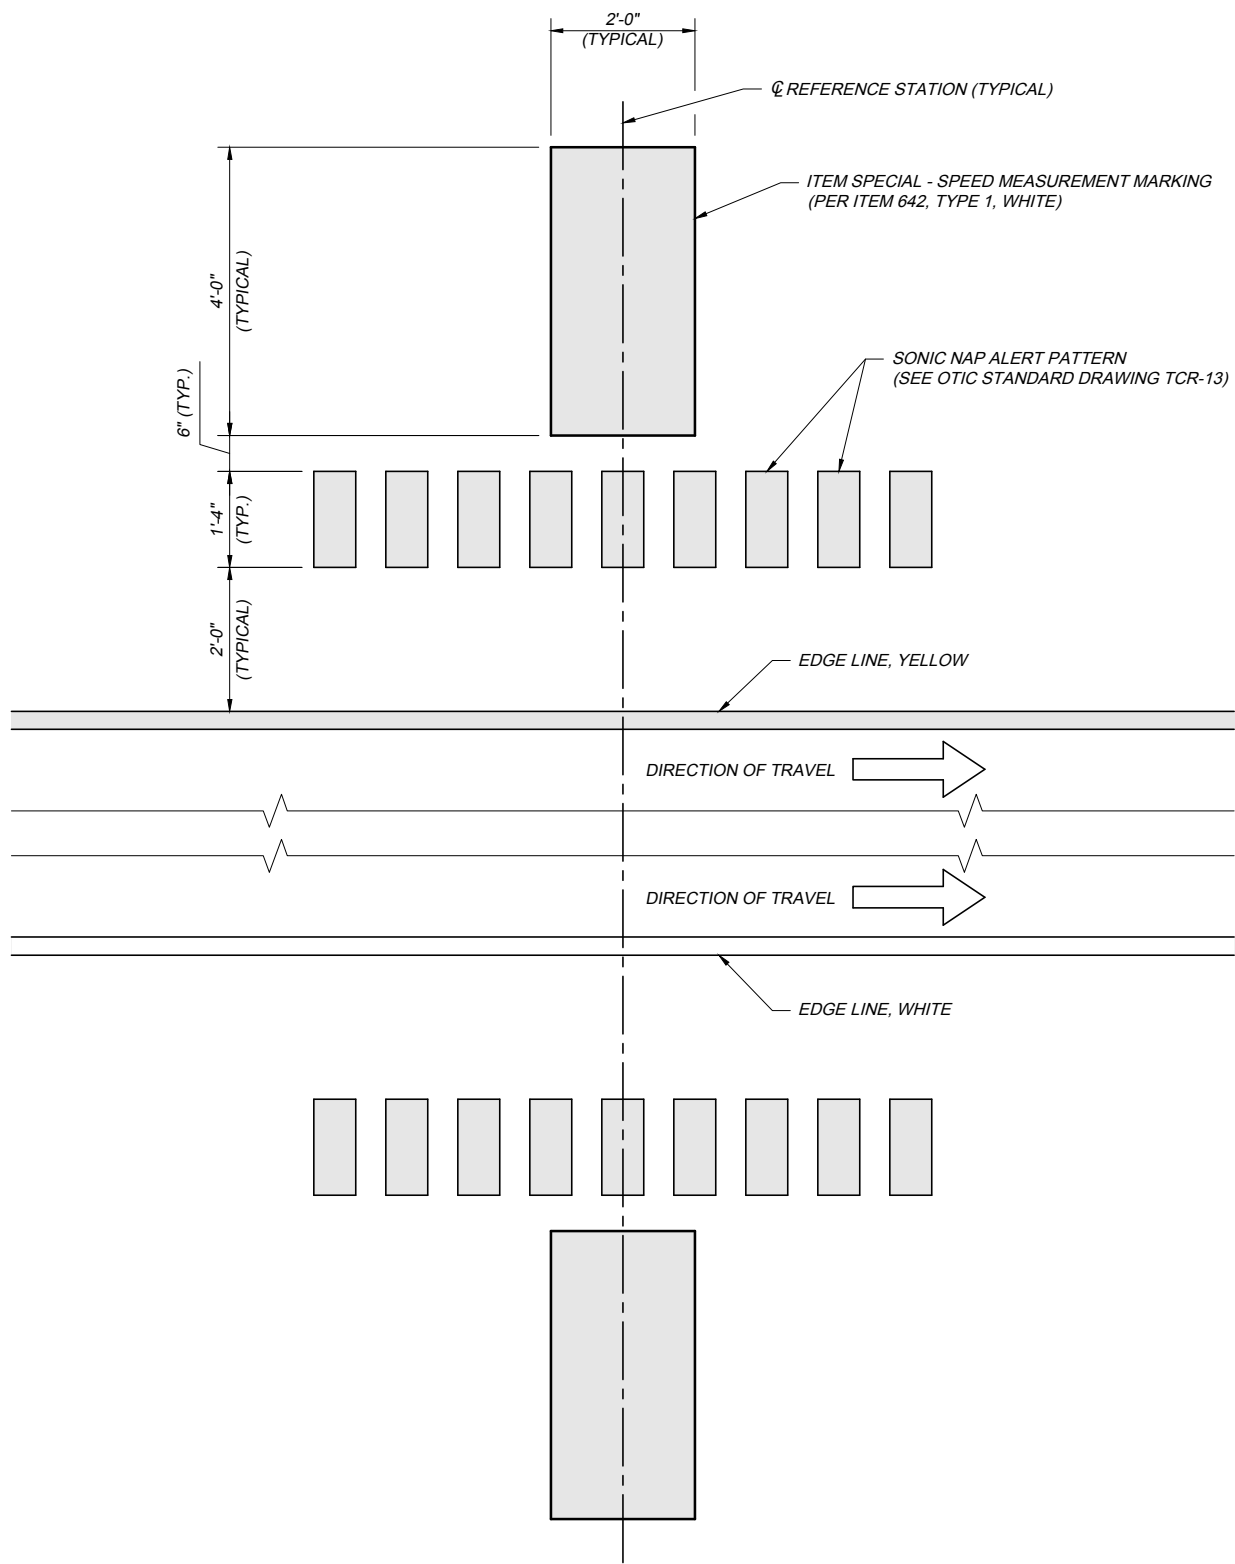 2'-0"
(TYPICAL)
℄ REFERENCE STATION (TYPICAL)
ITEM SPECIAL - SPEED MEASUREMENT MARKING
(PER ITEM 642, TYPE 1, WHITE)
4'-0"
(TYPICAL)
SONIC NAP ALERT PATTERN
(SEE OTIC STANDARD DRAWING TCR-13)
6" (TYP.)
1'-4"
(TYP.)
2'-0"
(TYPICAL)
EDGE LINE, YELLOW
DIRECTION OF TRAVEL
DIRECTION OF TRAVEL
EDGE LINE, WHITE